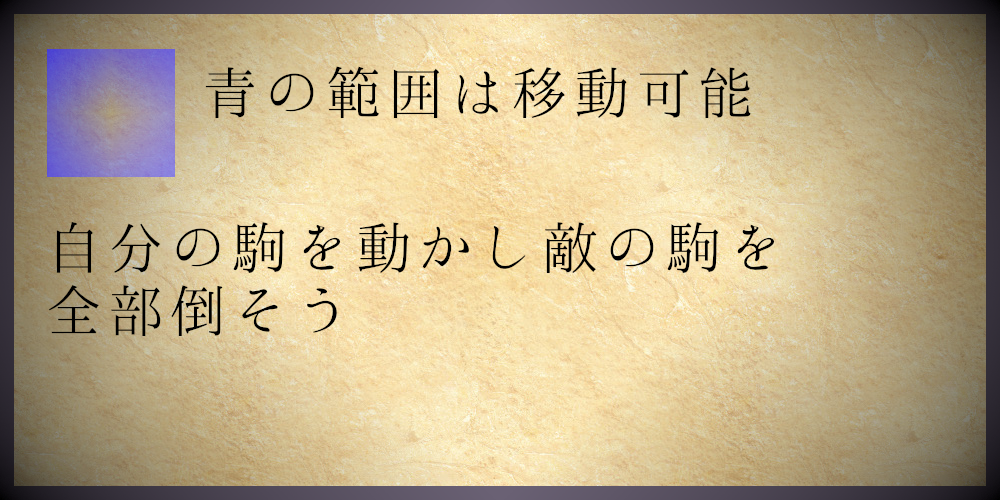 青の範囲は移動可能
自分の駒を動かし敵の駒を
全部倒そう